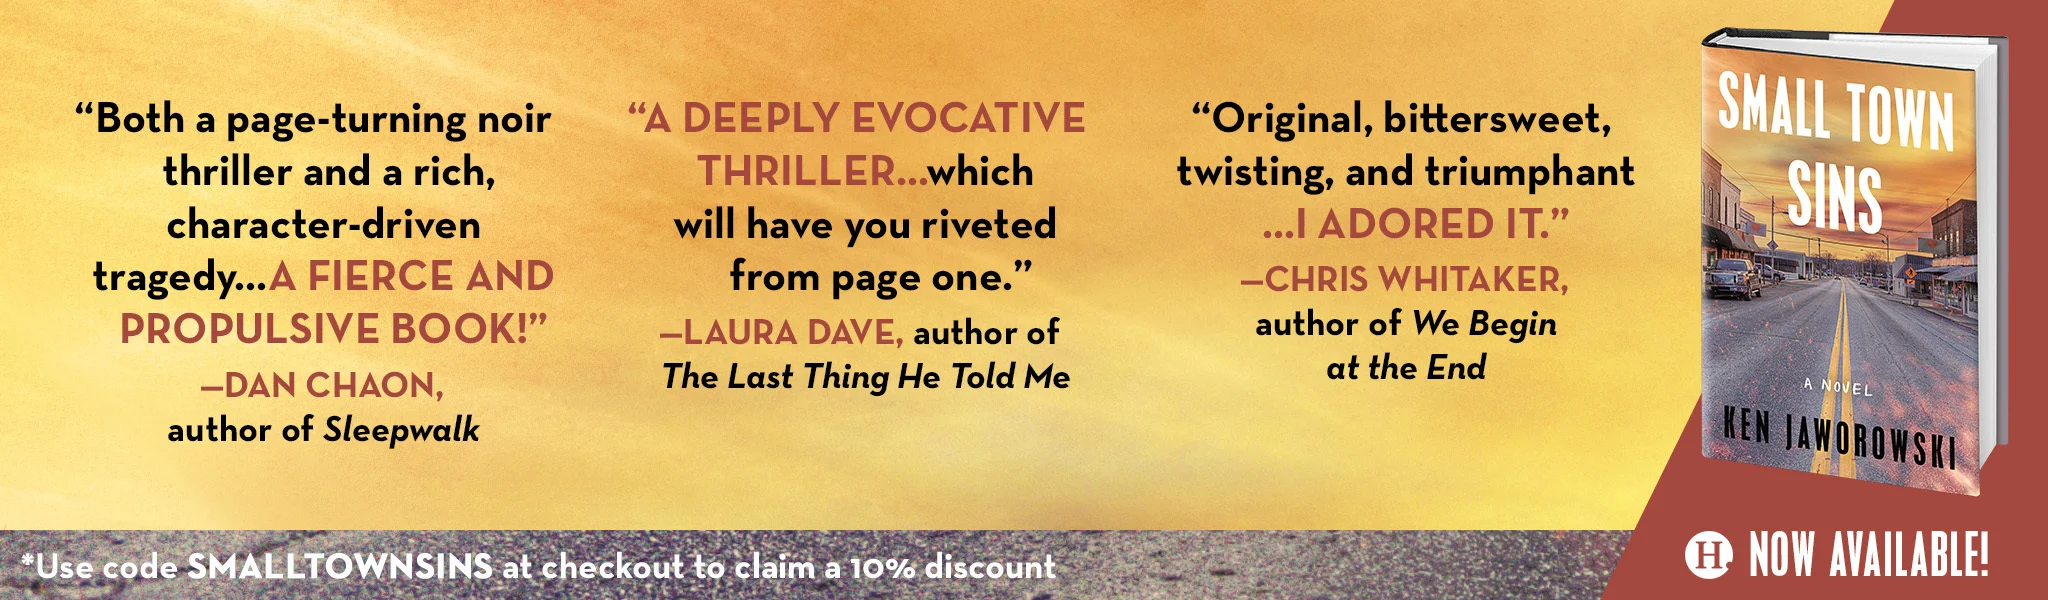 “Both a page-turning noir
thriller and a rich,
character-driven
tragedy...A FIERCE AND
PROPULSIVE BOOK!”
—DAN CHAON,
author of Sleepwalk
“A DEEPLY EVOCATIVE
THRILLER...which
will have you riveted
from page one.”
—LAURA DAVE, author of
The Last Thing He Told Me
“Original, bittersweet,
twisting, and triumphant
...I ADORED IT.”
—CHRIS WHITAKER,
author of We Begin
at the End
SMALL TOWN
SINS
A NOVEL
KEN JAWOROWSKI
*Use code SMALLTOWNSINS at checkout to claim a 10% discount
H NOW AVAILABLE!